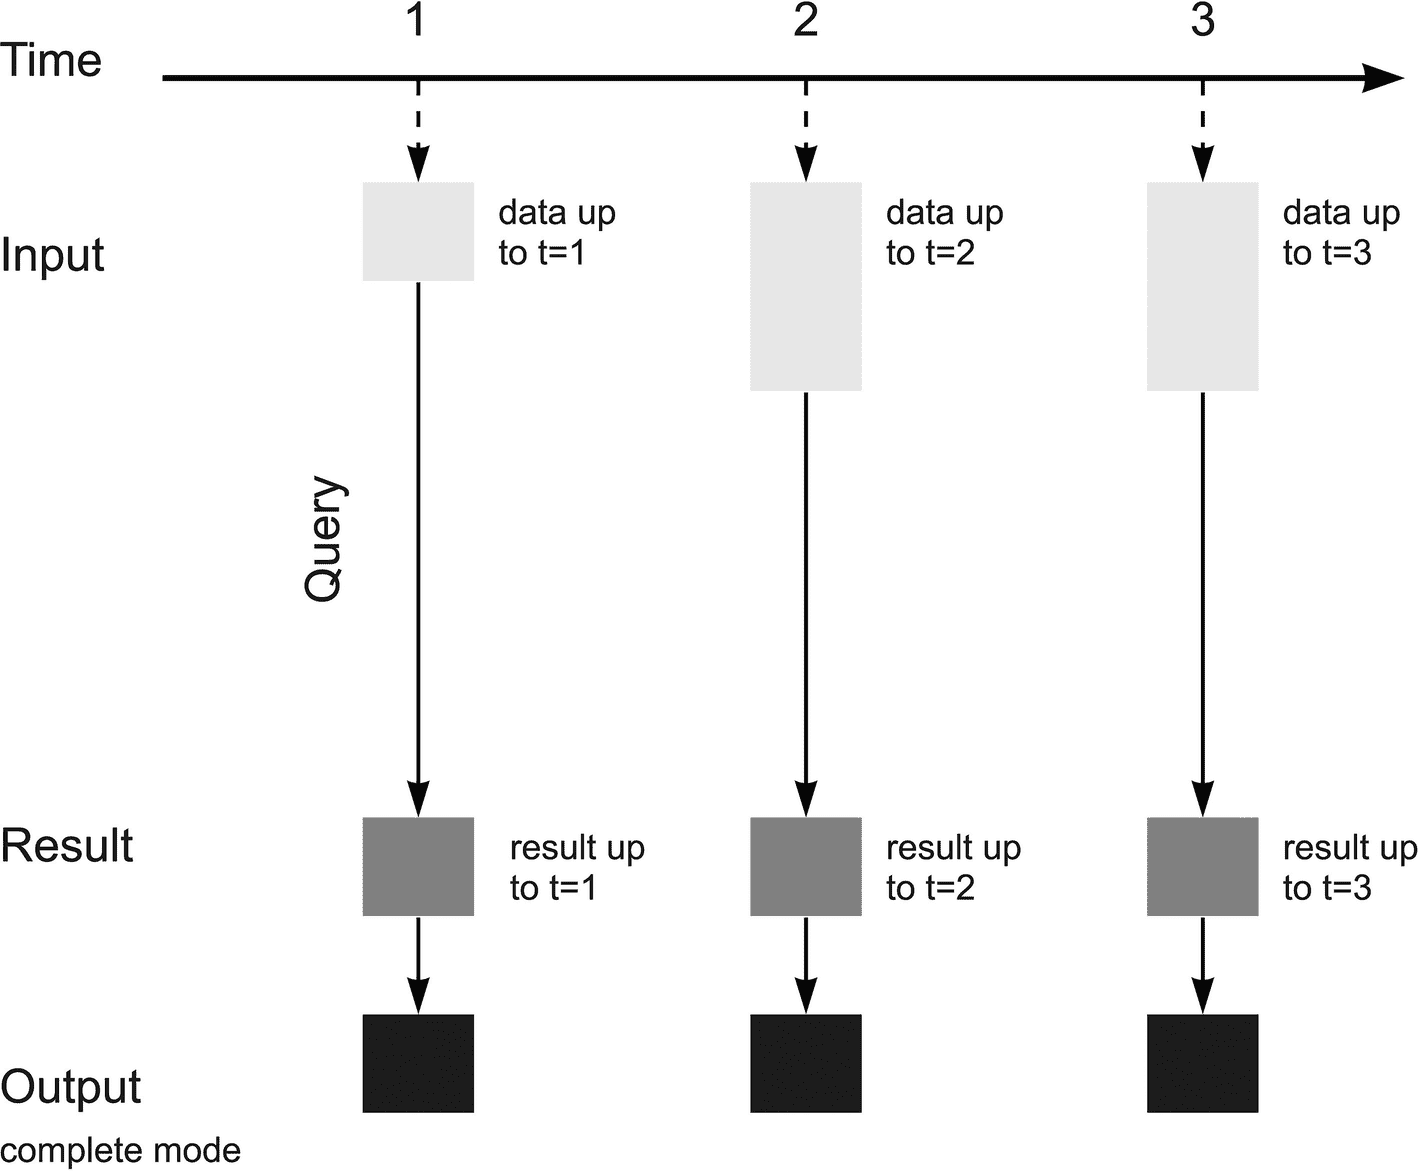 1 2 3
Time
Input
data up
to t=1
data up
to t=2
data up
to t=3
Query
Result
result up
to t=1
result up
to t=2
result up
to t=3
Output
complete mode